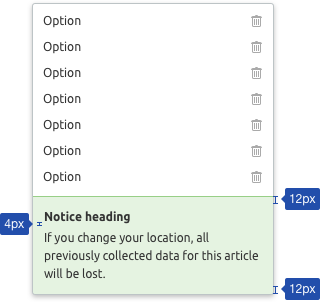 Option
Option
Option
Option
Option
Option
Option
12px
Notice heading
4px
If you change your location, all
previously collected data for this article
will be lost.
12px